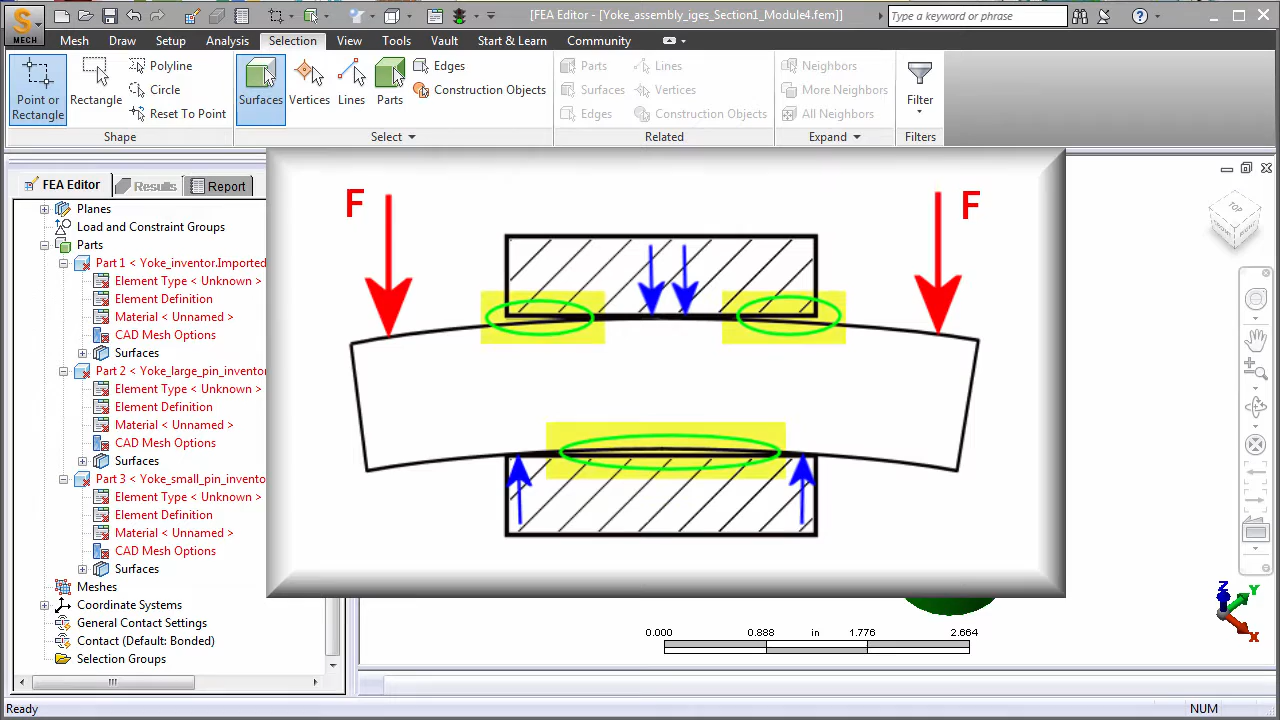 [FEA Editor - [Yoke_assembly_iges_Section1_Module4.fem]]
Type a keyword or phrase
MECH
Mesh Draw Setup Analysis Selection View Tools Vault Start & Learn Community
Point or Rectangle
Rectangle
Polyline
Circle
Reset To Point
Shape
Surfaces
Vertices
Lines
Parts
Edges
Construction Objects
Select
Parts
Surfaces
Edges
Lines
Vertices
Construction Objects
Related
Neighbors
More Neighbors
All Neighbors
Expand
Filter
Filters
FEA Editor
Results
Report
Planes
Load and Constraint Groups
Parts
Part 1 < Yoke_inventor.Imported
Element Type < Unknown >
Element Definition
Material < Unnamed >
CAD Mesh Options
Surfaces
Part 2 < Yoke_large_pin_inventor
Element Type < Unknown >
Element Definition
Material < Unnamed >
CAD Mesh Options
Surfaces
Part 3 < Yoke_small_pin_invento
Element Type < Unknown >
Element Definition
Material < Unnamed >
CAD Mesh Options
Surfaces
Meshes
Coordinate Systems
General Contact Settings
Contact (Default: Bonded)
Selection Groups
F
F
TOP
FRONT
RIGHT
Z
Y
X
0.000 0.888 in 1.776 2.664
Ready
NUM